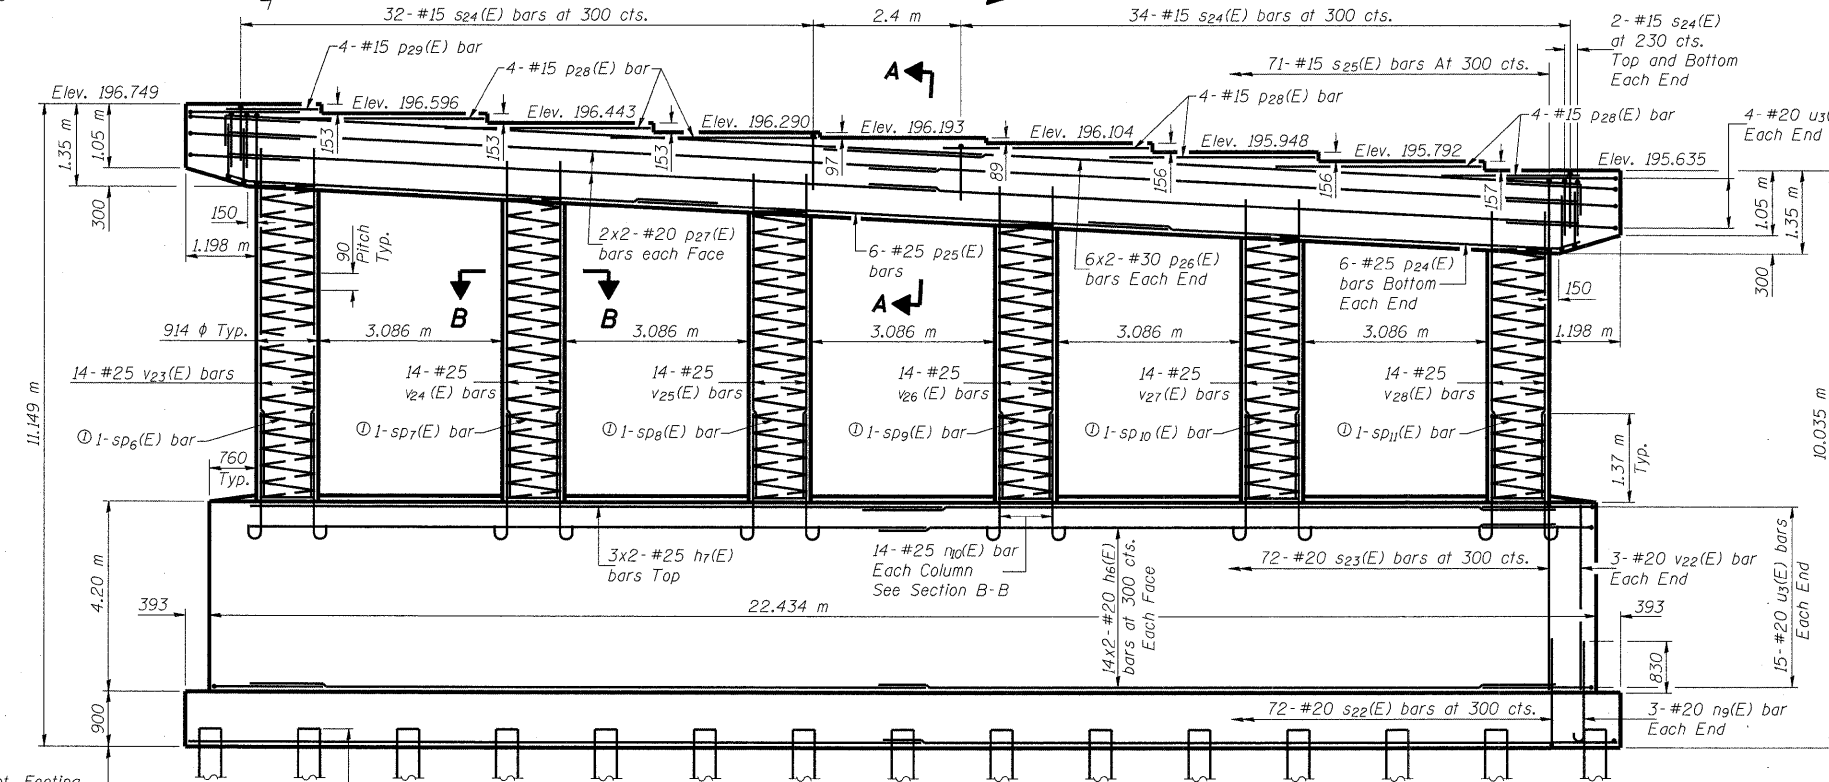 32-#15 s24(E) bars at 300 cts.
2.4 m
34-#15 s24(E) bars at 300 cts.
2-#15 s24(E)
at 230 cts.
Top and Bottom
Each End
4-#15 p29(E) bar
4-#15 p28(E) bar
A
71-#15 s25(E) bars At 300 cts.
4-#15 p28(E) bar
4-#15 p28(E) bar
4-#20 u3(
Each End
Elev. 196.749
Elev. 196.596
Elev. 196.443
Elev. 196.290
Elev. 196.193
Elev. 196.104
Elev. 195.948
Elev. 195.792
Elev. 195.635
1.35 m
1.05 m
300
153
153
153
97
89
156
156
157
1.05 m
1.35 m
300
150
1.198 m
90
Pitch
Typ.
2x2-#20 p27(E)
bars each Face
6-#25 p25(E)
bars
6x2-#30 p26(E)
bars Each End
6-#25 p24(E)
bars Bottom
Each End
150
1.198 m
B
B
A
914 ϕ Typ.
3.086 m
3.086 m
3.086 m
3.086 m
3.086 m
14-#25 v23(E) bars
14-#25
v24(E) bars
14-#25
v25(E) bars
14-#25
v26(E) bars
14-#25
v27(E) bars
14-#25
v28(E) bars
① 1-sp6(E) bar
① 1-sp7(E) bar
① 1-sp8(E) bar
① 1-sp9(E) bar
① 1-sp10(E) bar
① 1-sp11(E) bar
11.149 m
10.035 m
760
Typ.
1.37 m
Typ.
3x2-#25 h7(E)
bars Top
14-#25 n10(E) bar
Each Column
See Section B-B
14x2-#20 h6(E)
bars at 300 cts.
Each Face
72-#20 s23(E) bars at 300 cts.
3-#20 v22(E) bar
Each End
15-#20 u3(E) bars
Each End
4.20 m
393
22.434 m
393
830
900
72-#20 s22(E) bars at 300 cts.
3-#20 n9(E) bar
Each End
Footing